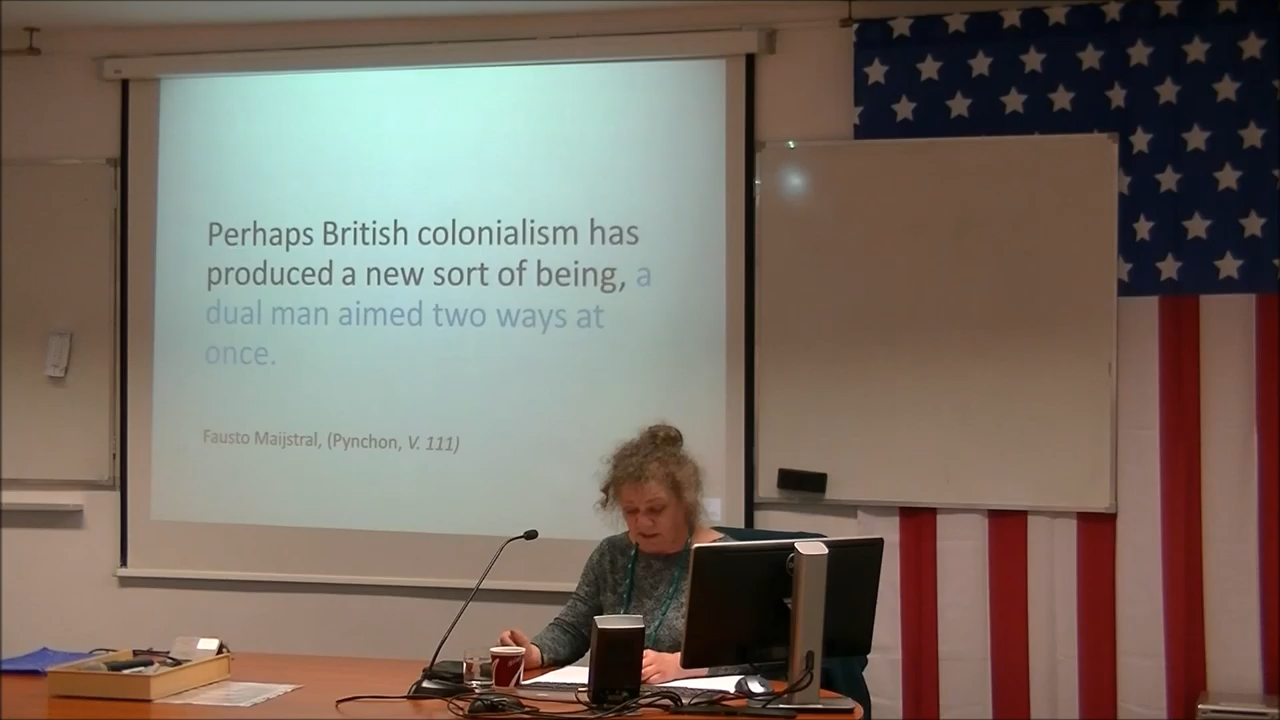 Perhaps British colonialism has
produced a new sort of being, a
dual man aimed two ways at
once.
Fausto Maijstral, (Pynchon, V. 111)